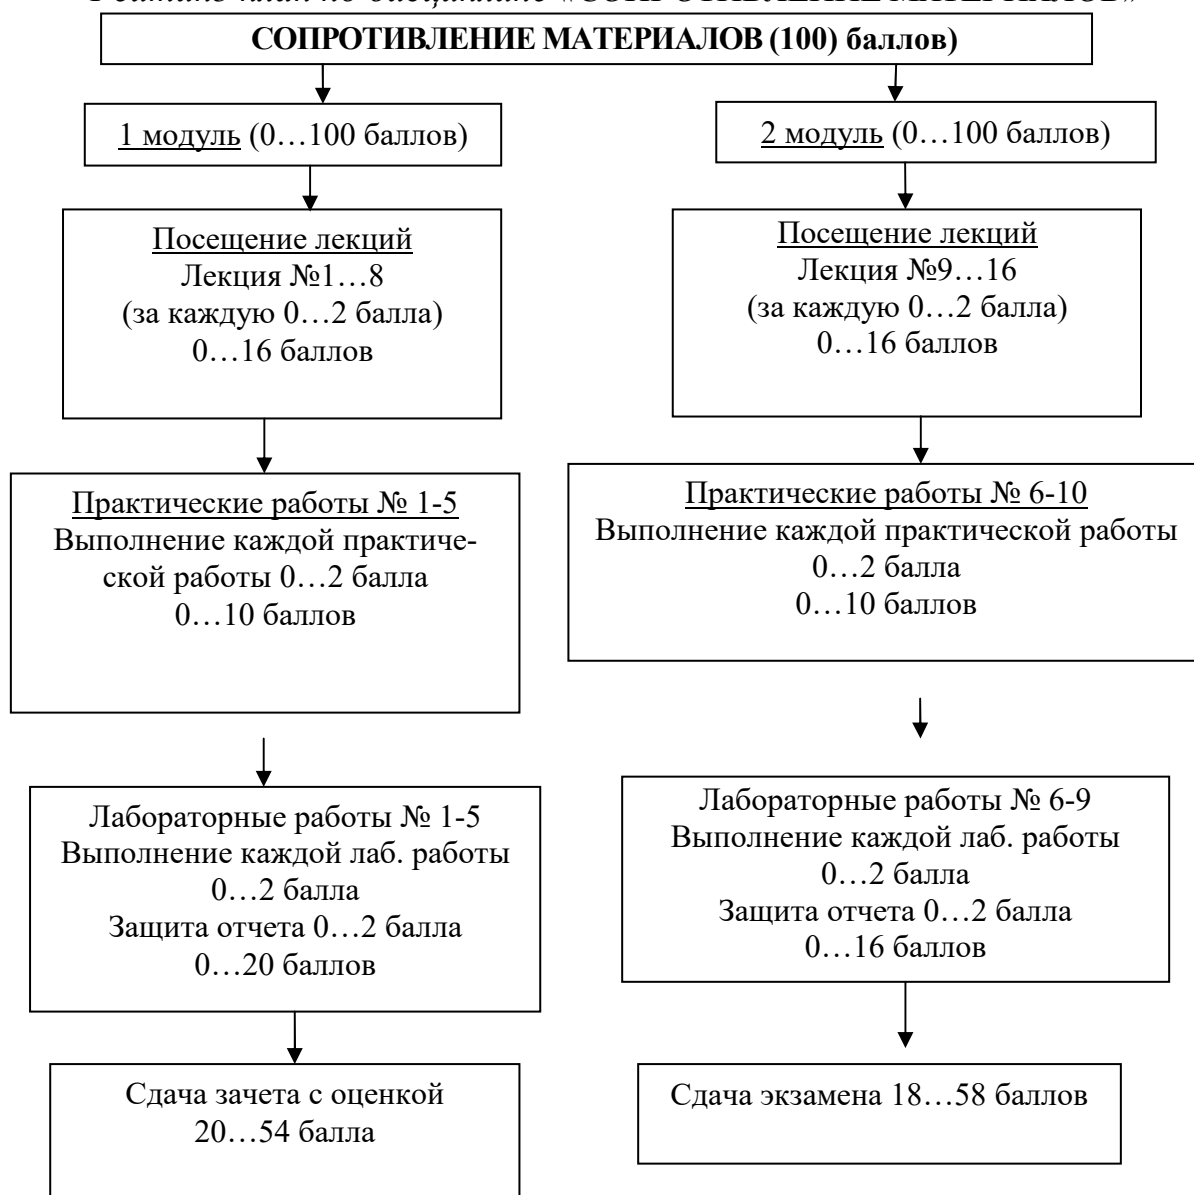 СОПРОТИВЛЕНИЕ МАТЕРИАЛОВ (100) баллов)
1 модуль (0…100 баллов)
2 модуль (0…100 баллов)
Посещение лекций
Лекция №1…8
(за каждую 0…2 балла)
0…16 баллов
Посещение лекций
Лекция №9…16
(за каждую 0…2 балла)
0…16 баллов
Практические работы № 1-5
Выполнение каждой практиче-
ской работы 0…2 балла
0…10 баллов
Практические работы № 6-10
Выполнение каждой практической работы
0…2 балла
0…10 баллов
Лабораторные работы № 1-5
Выполнение каждой лаб. работы
0…2 балла
Защита отчета 0…2 балла
0…20 баллов
Лабораторные работы № 6-9
Выполнение каждой лаб. работы
0…2 балла
Защита отчета 0…2 балла
0…16 баллов
Сдача зачета с оценкой
20…54 балла
Сдача экзамена 18…58 баллов